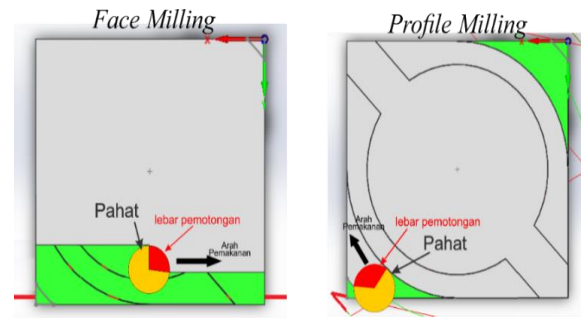 Face Milling
Pahat
lebar pemotongan
Arah
Pemakanan
Profile Milling
Arah
Pemakanan
lebar pemotongan
Pahat